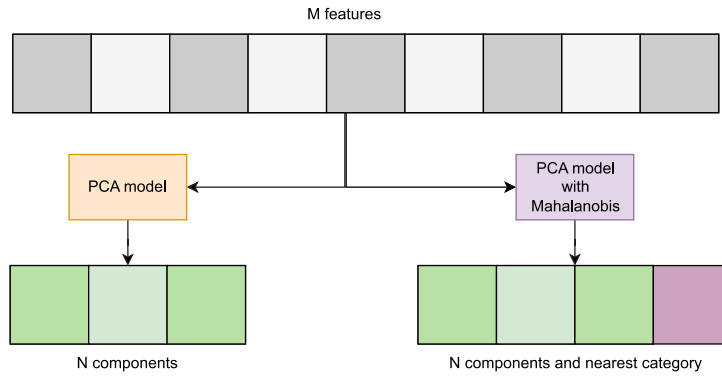 M features
PCA model
PCA model
with
Mahalanobis
N components
N components and nearest category